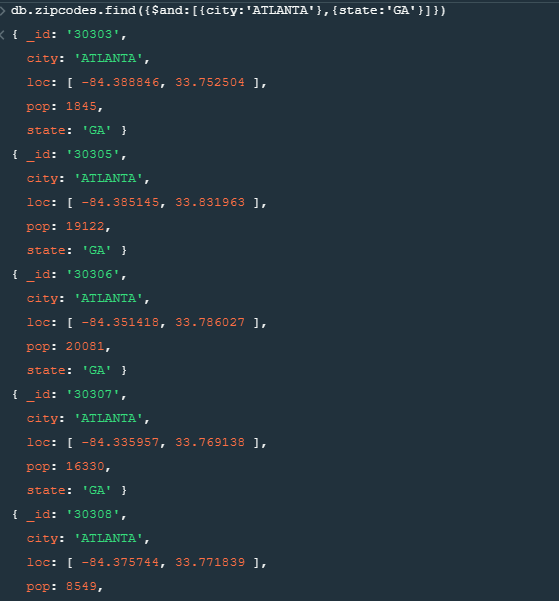 > db.zipcodes.find({$and:[{city:'ATLANTA'},{state:'GA'}]})
< { _id: '30303',
city: 'ATLANTA',
loc: [ -84.388846, 33.752504 ],
pop: 1845,
state: 'GA' }
{ _id: '30305',
city: 'ATLANTA',
loc: [ -84.385145, 33.831963 ],
pop: 19122,
state: 'GA' }
{ _id: '30306',
city: 'ATLANTA',
loc: [ -84.351418, 33.786027 ],
pop: 20081,
state: 'GA' }
{ _id: '30307',
city: 'ATLANTA',
loc: [ -84.335957, 33.769138 ],
pop: 16330,
state: 'GA' }
{ _id: '30308',
city: 'ATLANTA',
loc: [ -84.375744, 33.771839 ],
pop: 8549,